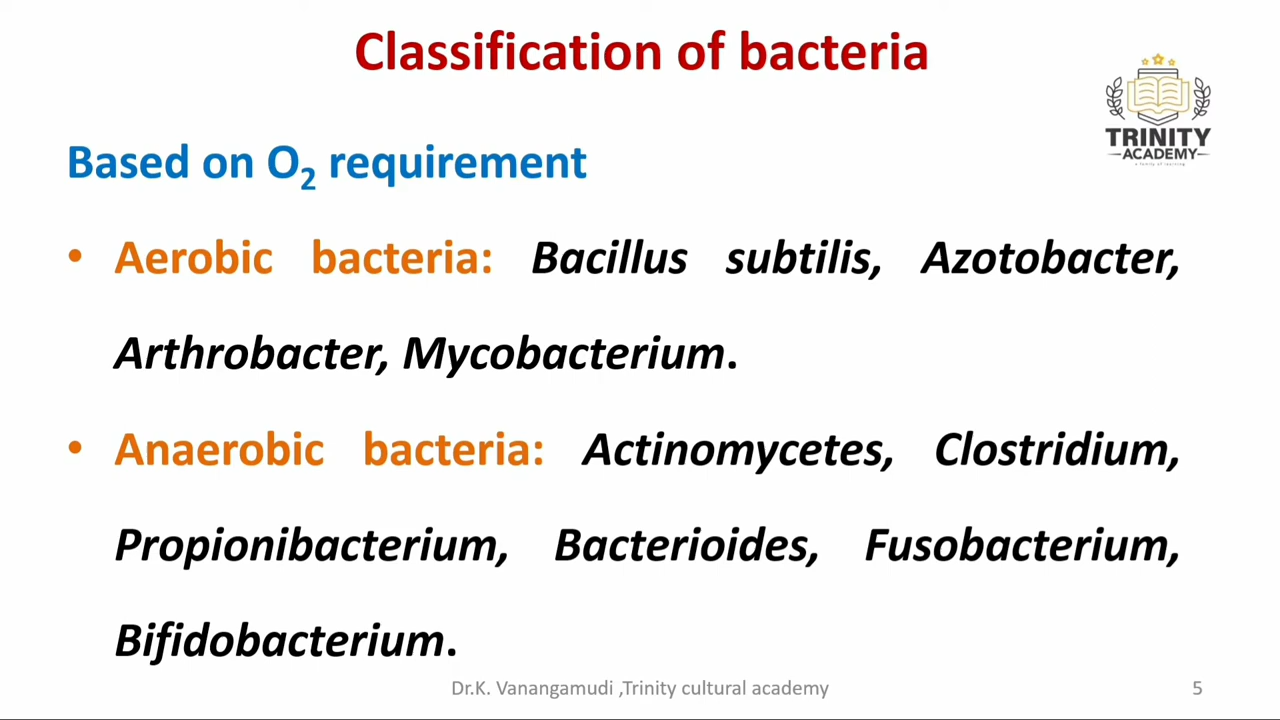 Classification of bacteria
TRINITY
ACADEMY
Based on O₂ requirement
• Aerobic bacteria: Bacillus subtilis, Azotobacter,
Arthrobacter, Mycobacterium.
• Anaerobic bacteria: Actinomycetes, Clostridium,
Propionibacterium, Bacterioides, Fusobacterium,
Bifidobacterium.
Dr.K. Vanangamudi ,Trinity cultural academy
5